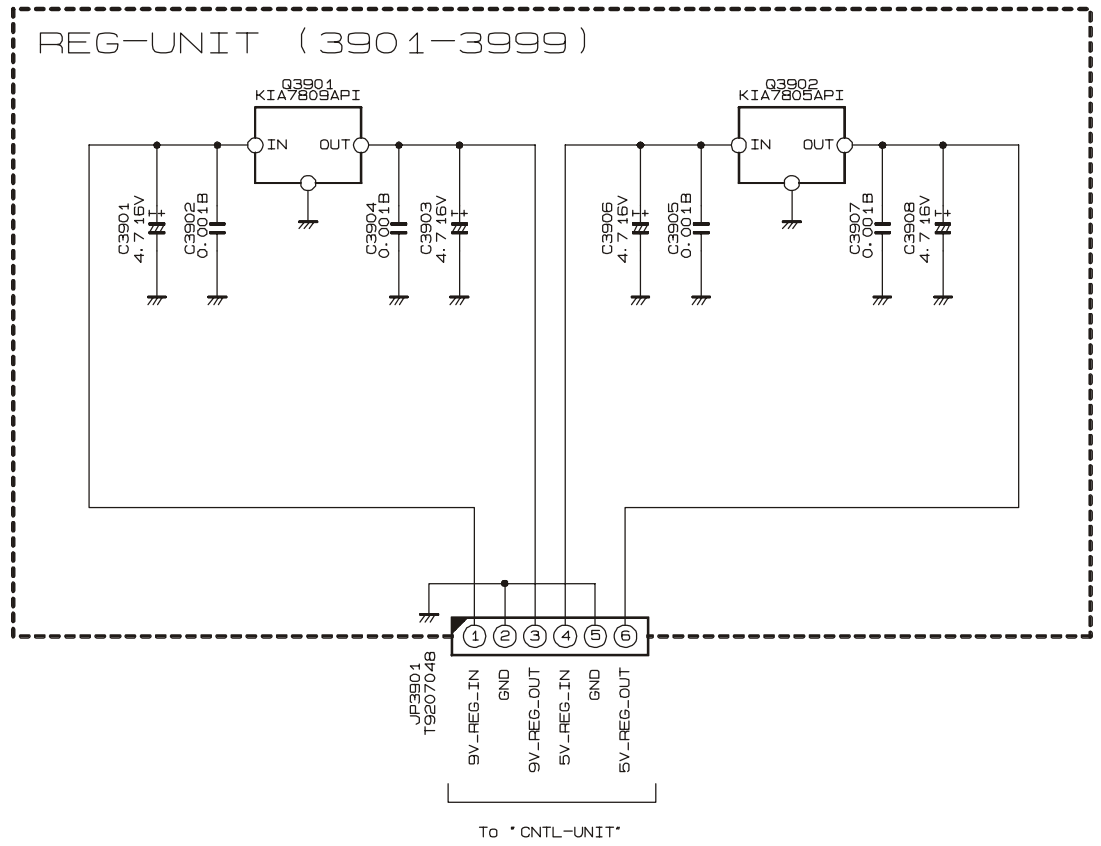 REG-UNIT (3901-3999)
Q3901
KIA7809API
IN
OUT
C3901
4.7 16V
+
C3902
0.001B
C3904
0.001B
C3903
4.7 16V
+
Q3902
KIA7805API
IN
OUT
C3906
4.7 16V
+
C3905
0.001B
C3907
0.001B
C3908
4.7 16V
+
1 2 3 4 5 6
JP3901
T9207048
9V_REG_IN
GND
9V_REG_OUT
5V_REG_IN
GND
5V_REG_OUT
To "CNTL-UNIT"